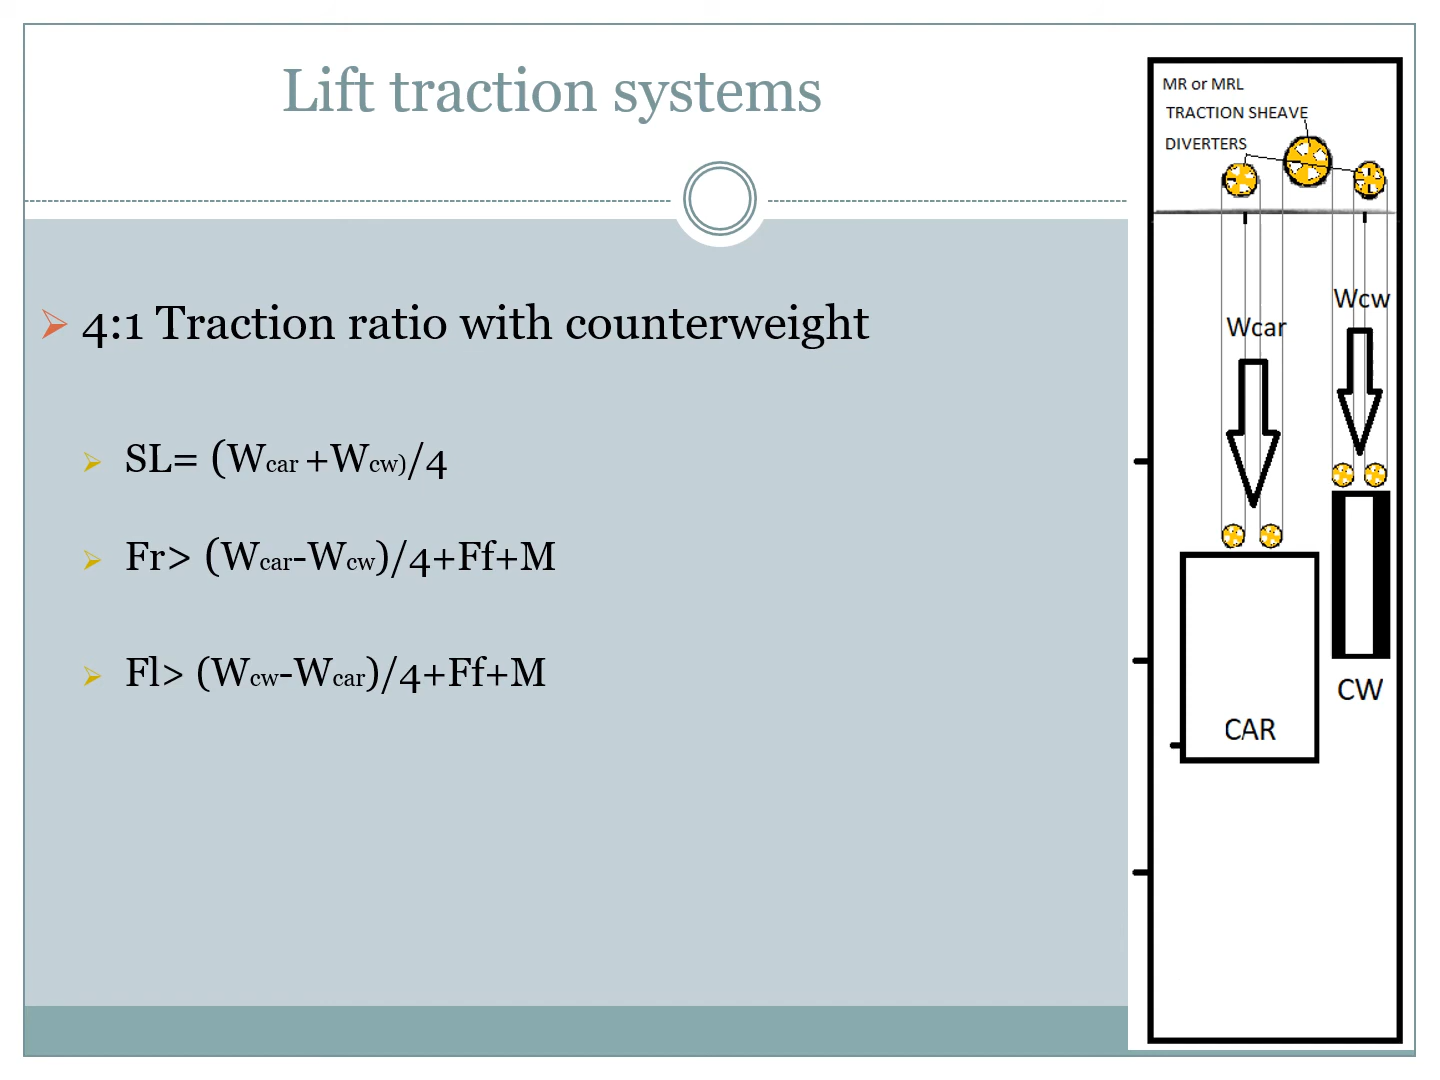 Lift traction systems
4:1 Traction ratio with counterweight
SL= (Wcar +Wcw)/4
Fr> (Wcar-Wcw)/4+Ff+M
Fl> (Wcw-Wcar)/4+Ff+M
MR or MRL
TRACTION SHEAVE
DIVERTERS
Wcw
Wcar
CW
CAR